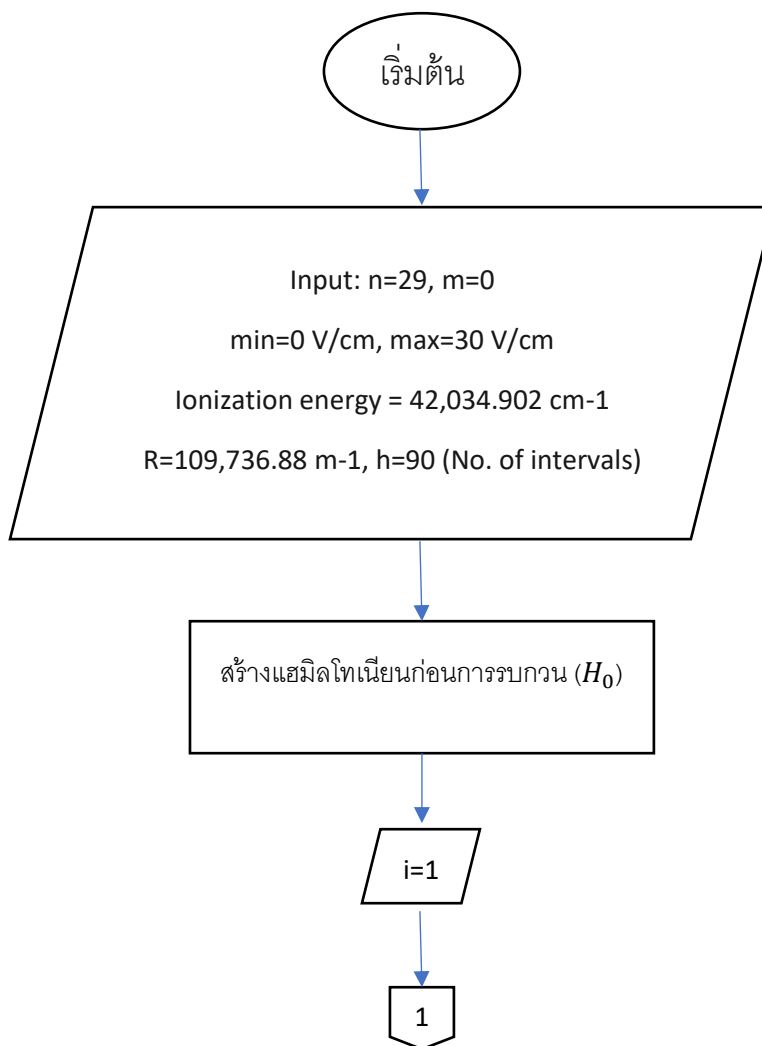 เริ่มต้น
Input: n=29, m=0
min=0 V/cm, max=30 V/cm
Ionization energy = 42,034.902 cm-1
R=109,736.88 m-1, h=90 (No. of intervals)
สร้างแฮมิลโทเนียนก่อนการรบกวน (𝑯𝟎)
i=1
1